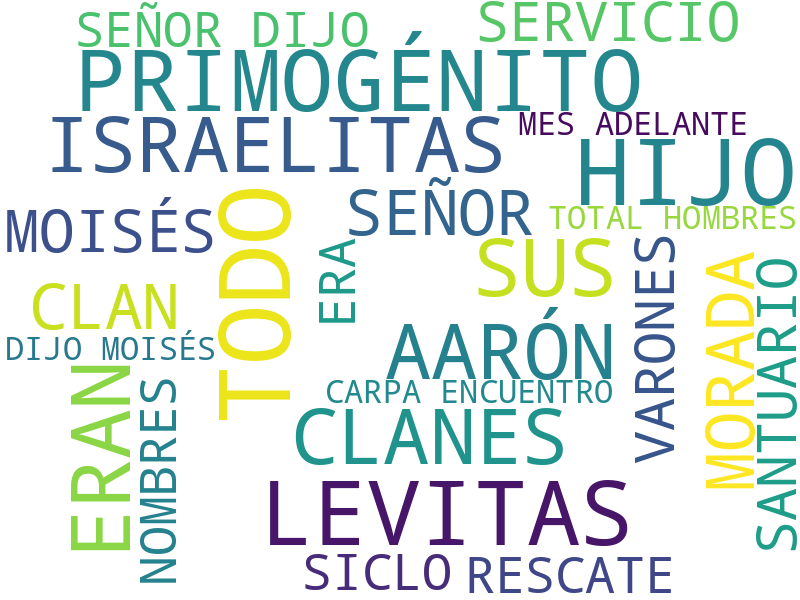 SEÑOR DIJO
SERVICIO
PRIMOGÉNITO
MES ADELANTE
ISRAELITAS
HIJO
SEÑOR
TOTAL HOMBRES
MOISÉS
TODO
ERA
SUS
VARONES
MORADA
SANTUARIO
CLAN
AARÓN
DIJO MOISÉS
CARPA ENCUENTRO
ERAN
NOMBRES
CLANES
LEVITAS
SICLO
RESCATE